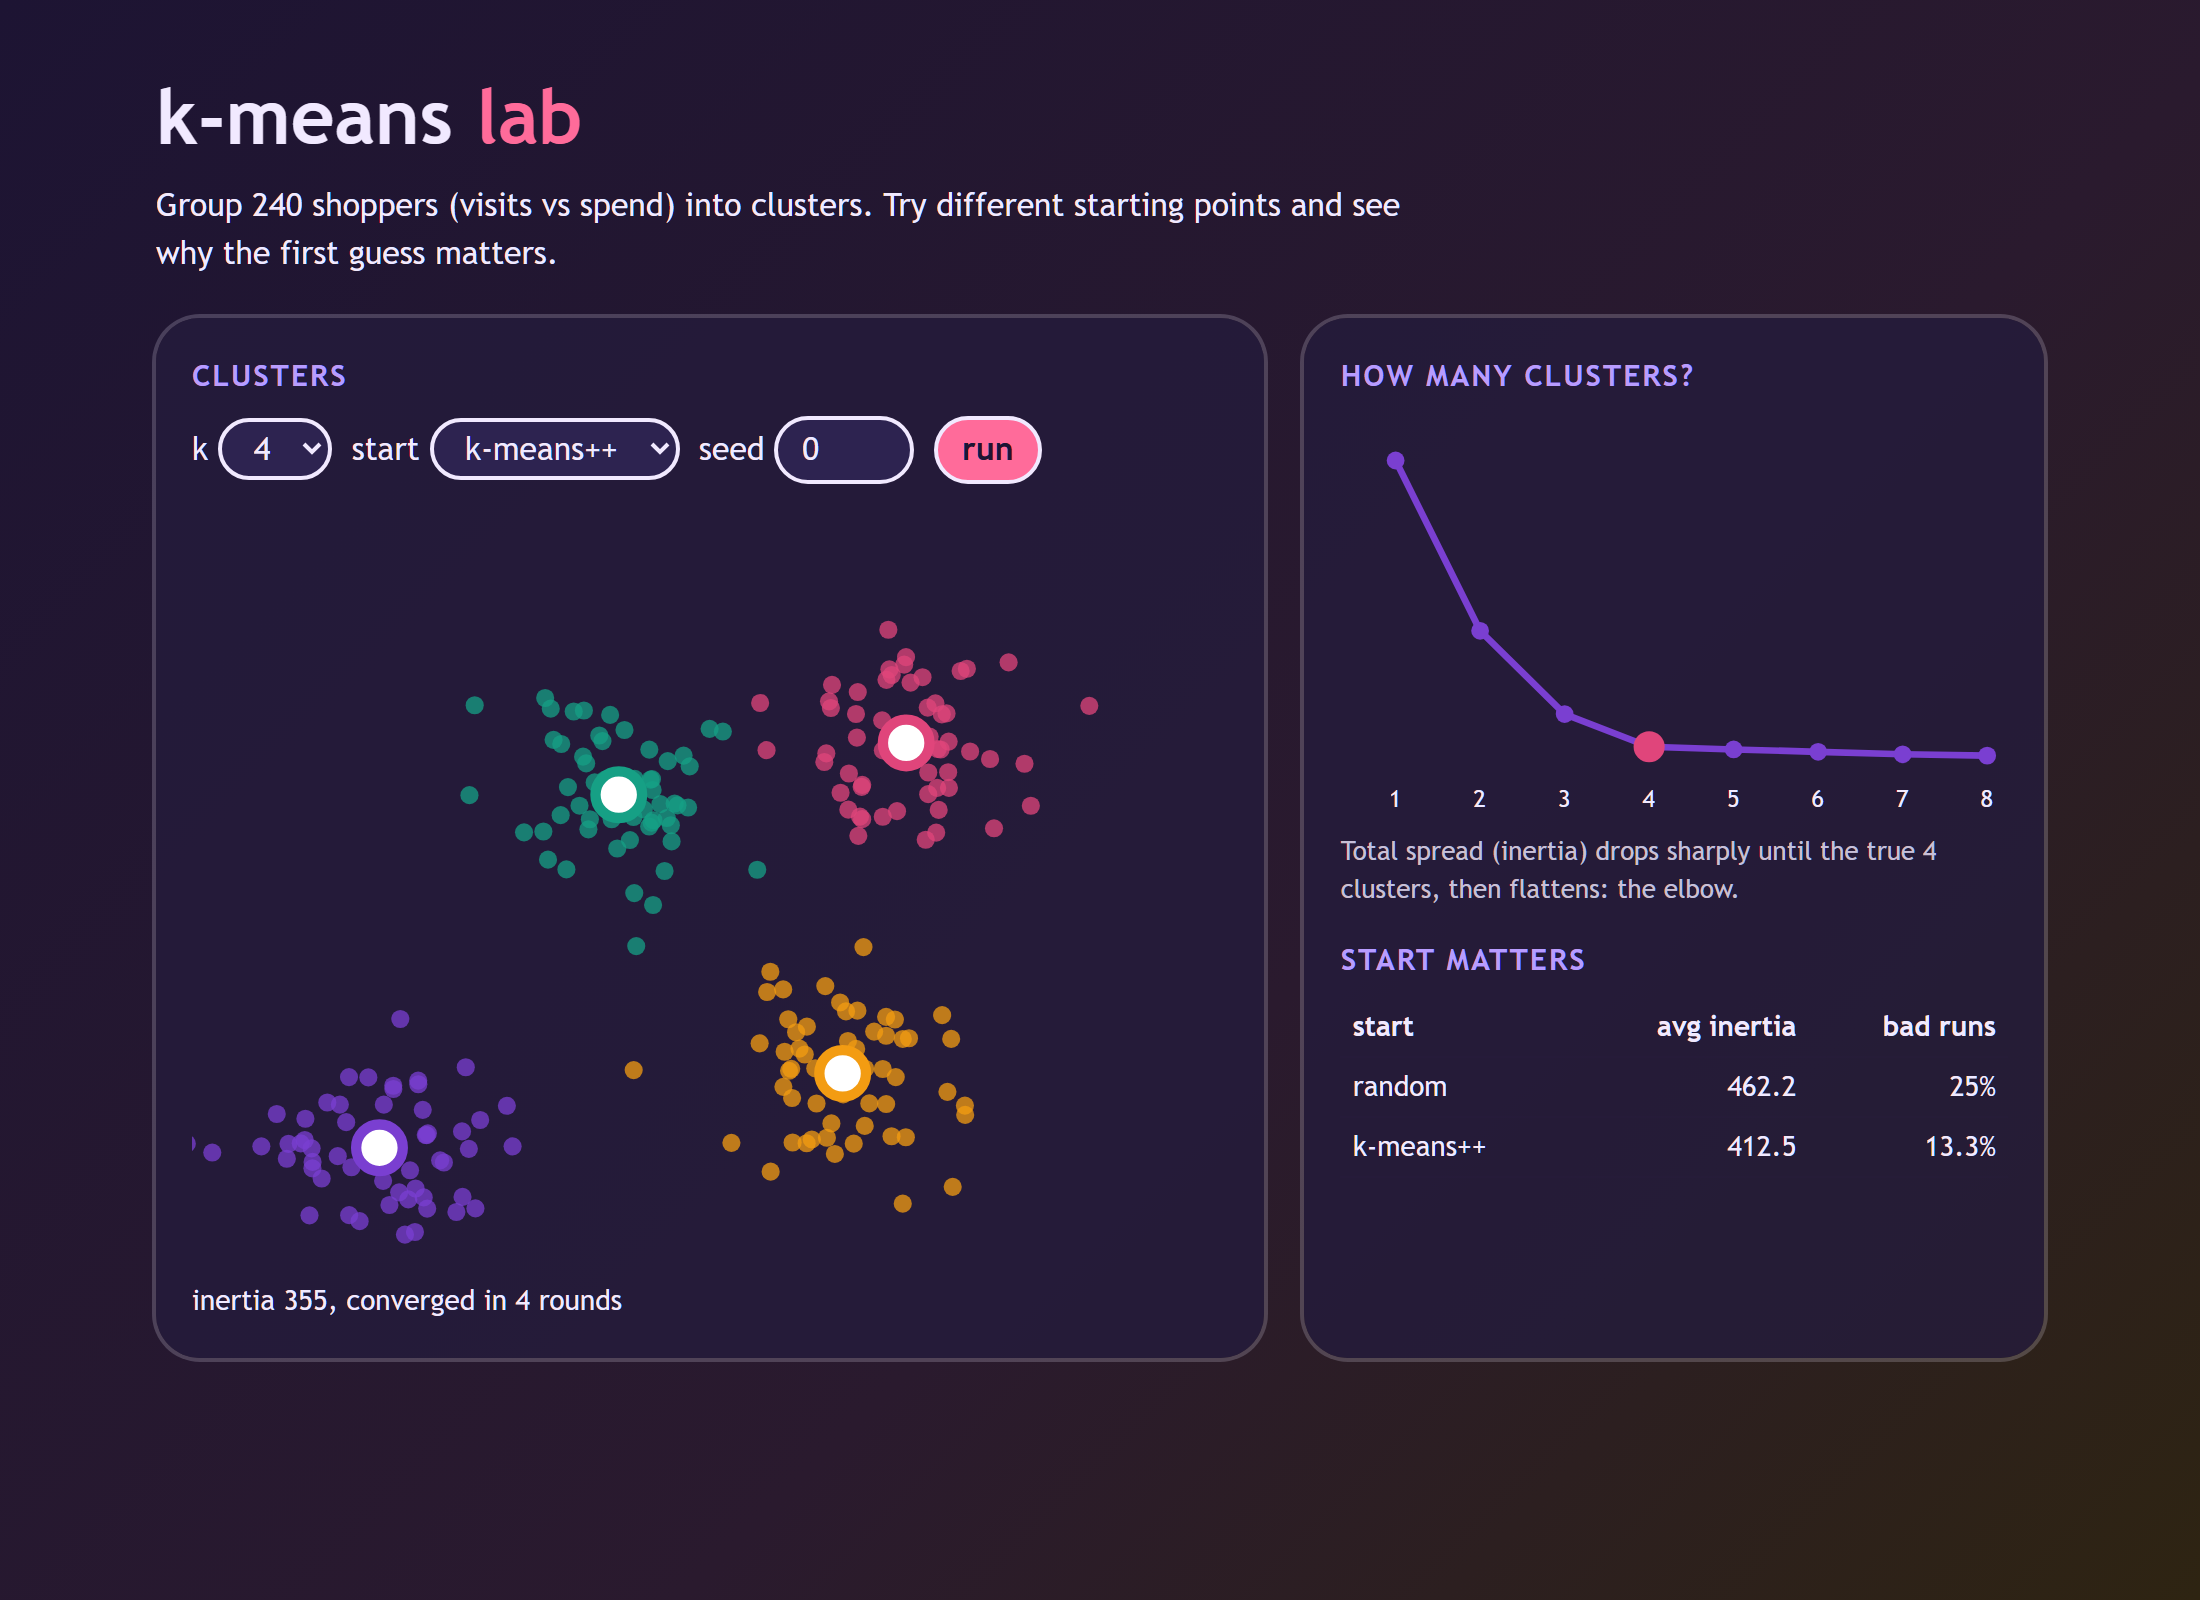 k-means lab
Group 240 shoppers (visits vs spend) into clusters. Try different starting points and see
why the first guess matters.
CLUSTERS
k 4 start k-means++ seed 0 run
inertia 355, converged in 4 rounds
HOW MANY CLUSTERS?
1 2 3 4 5 6 7 8
Total spread (inertia) drops sharply until the true 4
clusters, then flattens: the elbow.
START MATTERS
start avg inertia bad runs
random 462.2 25%
k-means++ 412.5 13.3%